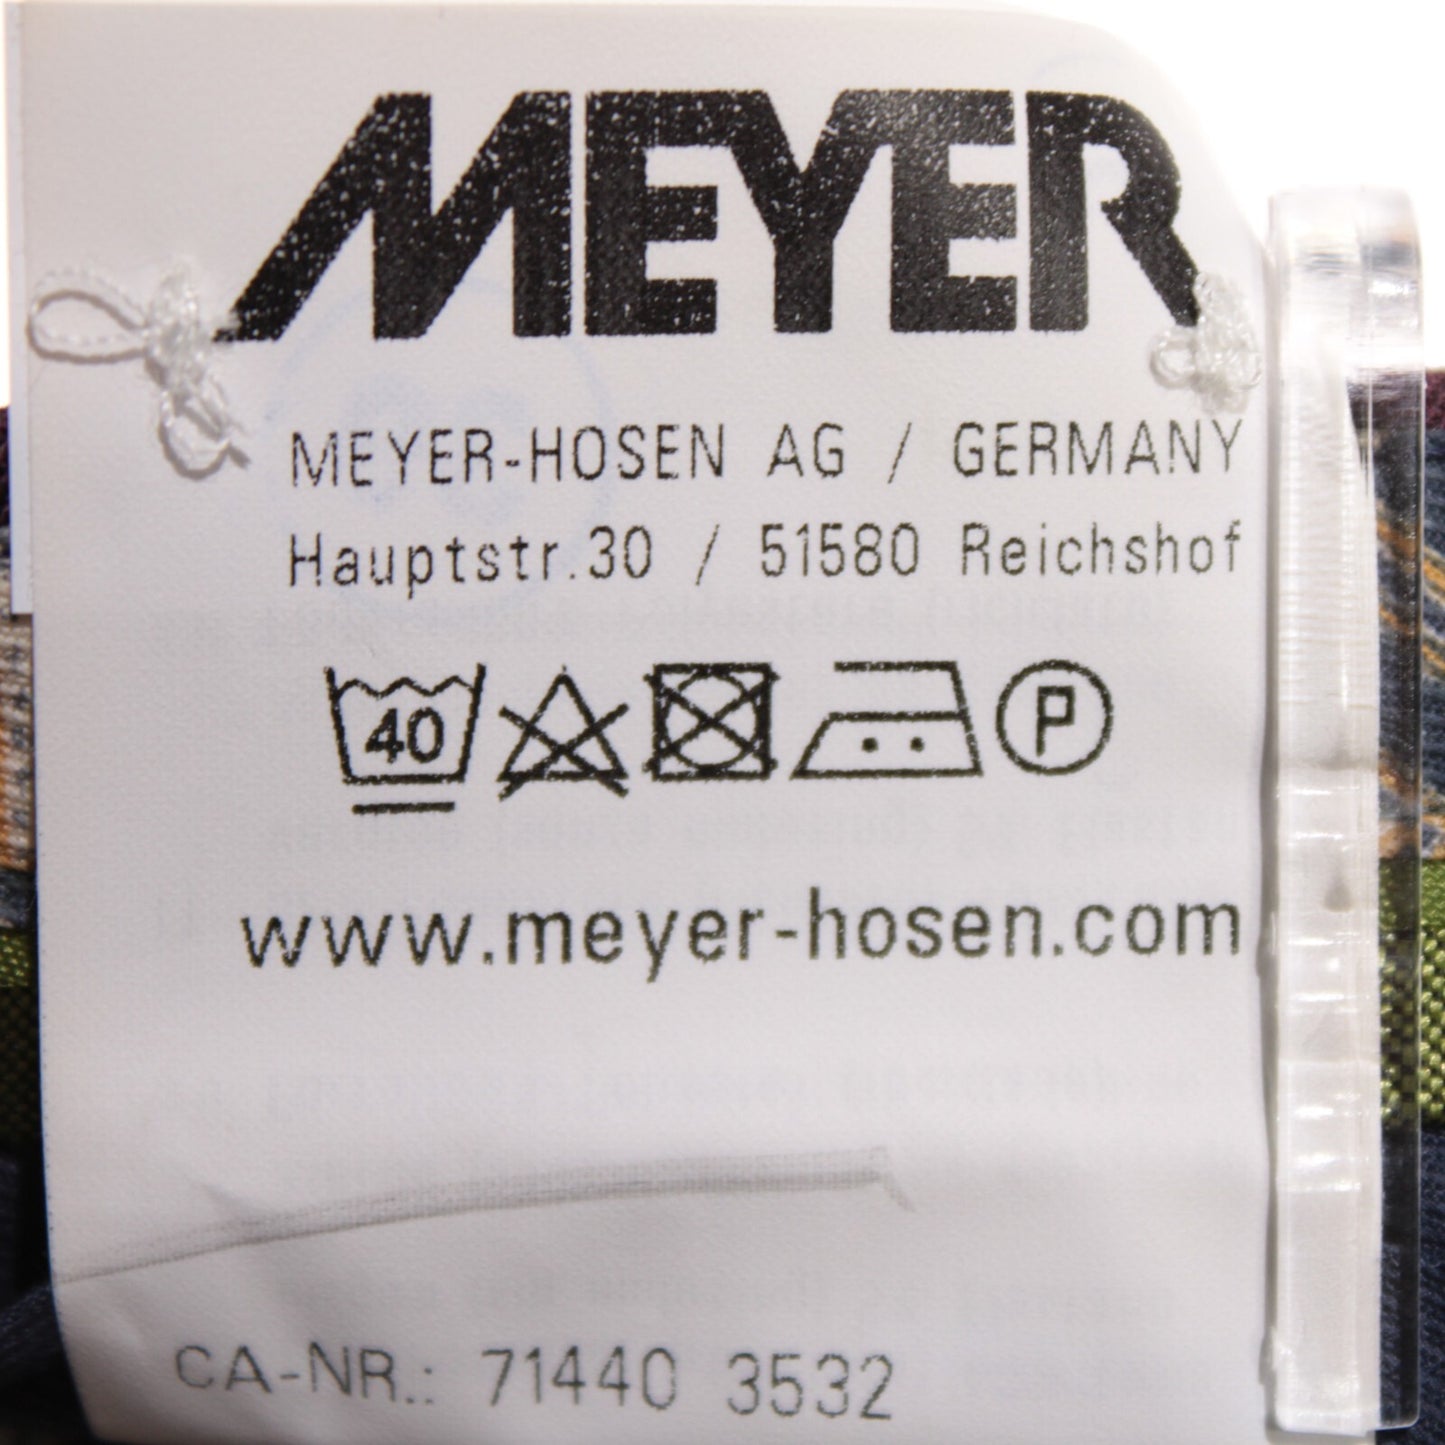 MEYER
MEYER-HOSEN AG / GERMANY
Hauptstr.30 / 51580 Reichshof
40 P
www.meyer-hosen.com
CA-NR.: 71440 3532